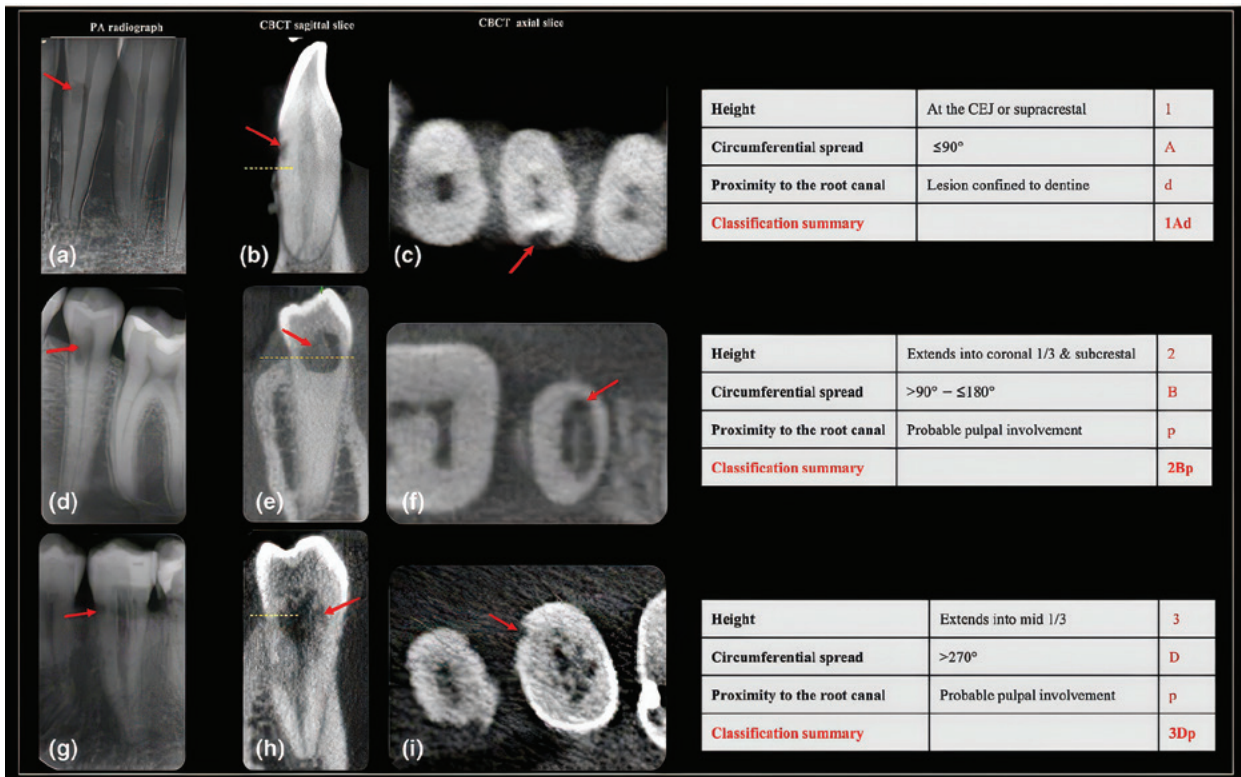 PA radiograph CBCT sagittal slice CBCT axial slice
(a) (b) (c)
Height At the CEJ or supracrestal 1
Circumferential spread ≤90° A
Proximity to the root canal Lesion confined to dentine d
Classification summary 1Ad
(d) (e) (f)
Height Extends into coronal 1/3 & subcrestal 2
Circumferential spread >90° – ≤180° B
Proximity to the root canal Probable pulpal involvement p
Classification summary 2Bp
(g) (h) (i)
Height Extends into mid 1/3 3
Circumferential spread >270° D
Proximity to the root canal Probable pulpal involvement p
Classification summary 3Dp